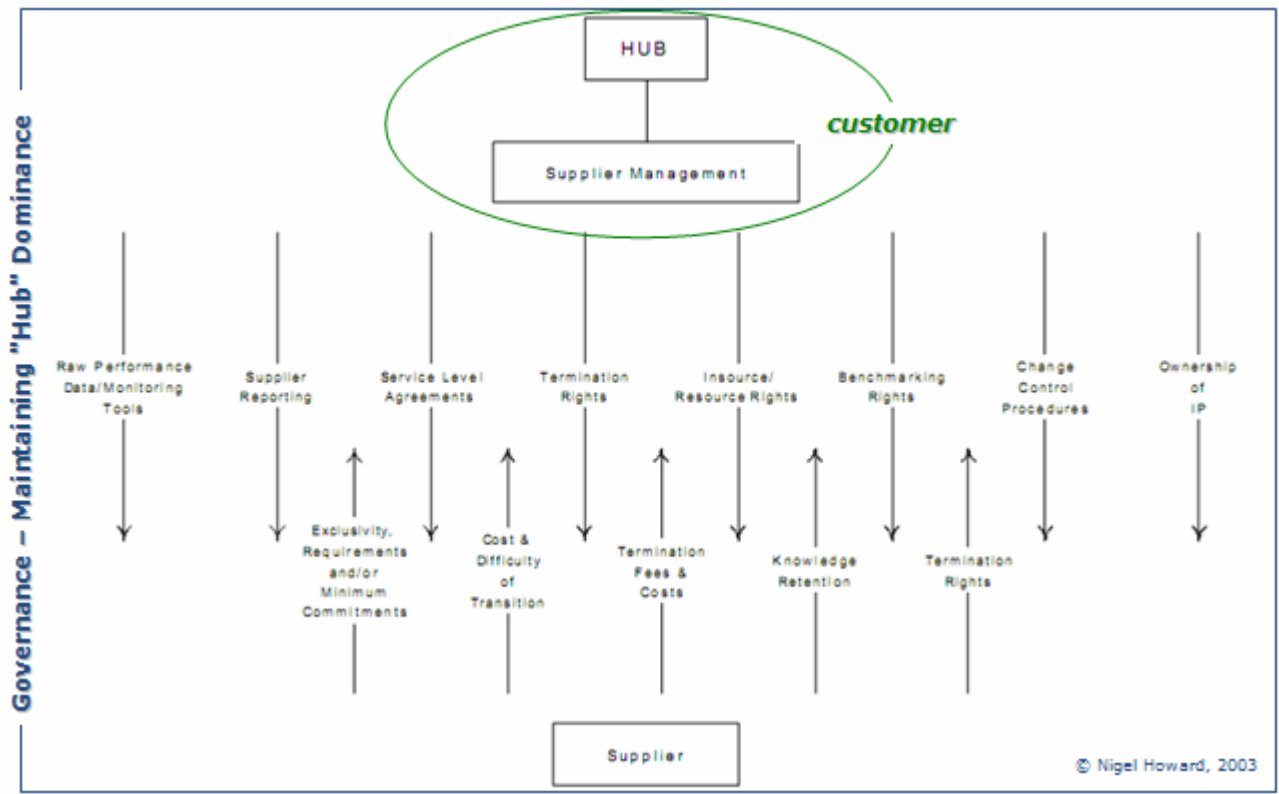 Governance – Maintaining "Hub" Dominance
HUB
customer
Supplier Management
Raw Performance
Data/Monitoring
Tools
Supplier
Reporting
Service Level
Agreements
Termination
Rights
Insource/
Resource Rights
Benchmarking
Rights
Change
Control
Procedures
Ownership
of
IP
Exclusivity,
Requirements
and/or
Minimum
Commitments
Cost &
Difficulty
of
Transition
Termination
Fees &
Costs
Knowledge
Retention
Termination
Rights
Supplier
© Nigel Howard, 2003